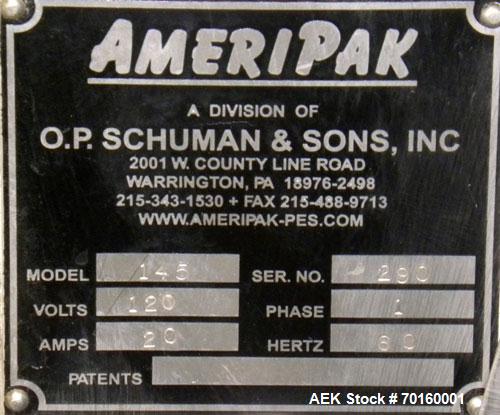 AMERIPAK
A DIVISION OF
O.P. SCHUMAN & SONS, INC
2001 W. COUNTY LINE ROAD
WARRINGTON, PA 18976-2498
215-343-1530 + FAX 215-488-9713
WWW.AMERIPAK-PES.COM
MODEL 145 SER. NO. 290
VOLTS 120 PHASE 1
AMPS 20 HERTZ 60
PATENTS
AEK Stock # 70160001